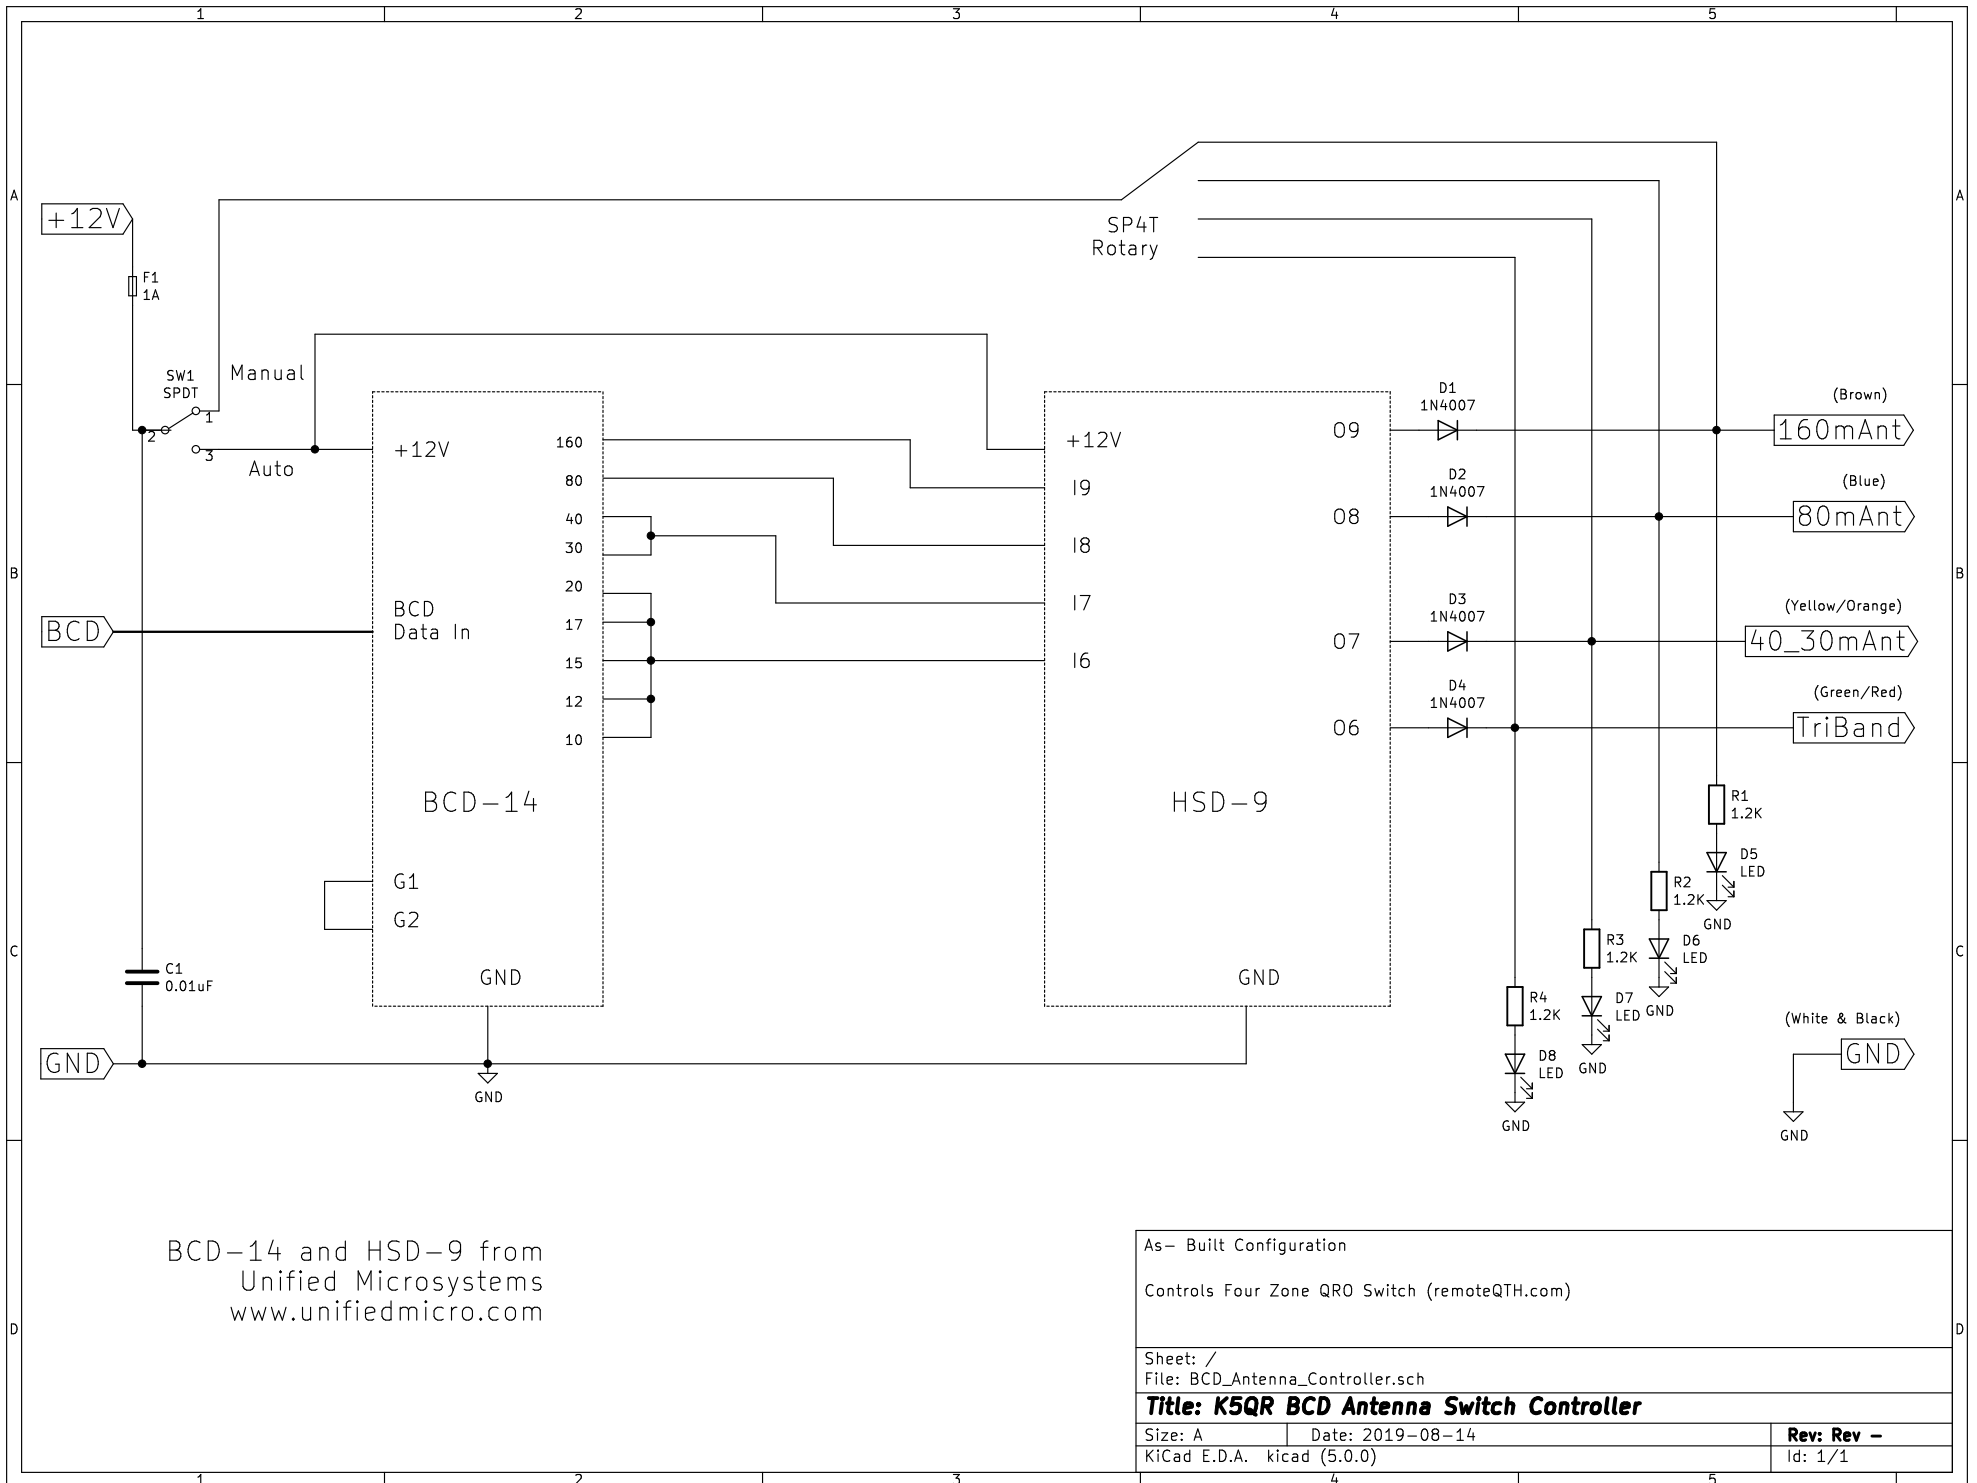 1 2 3 4 5
A A
+12V
SP4T
Rotary
F1
1A
Manual
SW1
SPDT
1
2
3
Auto
+12V
BCD
Data In
BCD
160
80
40
30
20
17
15
12
10
BCD-14
G1
G2
GND
+12V
I9
I8
I7
I6
O9
O8
O7
O6
HSD-9
GND
D1
1N4007
D2
1N4007
D3
1N4007
D4
1N4007
(Brown)
160mAnt
(Blue)
80mAnt
(Yellow/Orange)
40_30mAnt
(Green/Red)
TriBand
B B
R1
1.2K
D5
LED
GND
R2
1.2K
D6
LED
GND
R3
1.2K
D7
LED
GND
R4
1.2K
D8
LED
GND
C C
C1
0.01uF
GND
GND
(White & Black)
GND
GND
BCD-14 and HSD-9 from
Unified Microsystems
www.unifiedmicro.com
D D
As- Built Configuration
Controls Four Zone QRO Switch (remoteQTH.com)
Sheet: /
File: BCD_Antenna_Controller.sch
Title: K5QR BCD Antenna Switch Controller
Size: A Date: 2019-08-14 Rev: Rev -
KiCad E.D.A. kicad (5.0.0) Id: 1/1
1 2 3 4 5